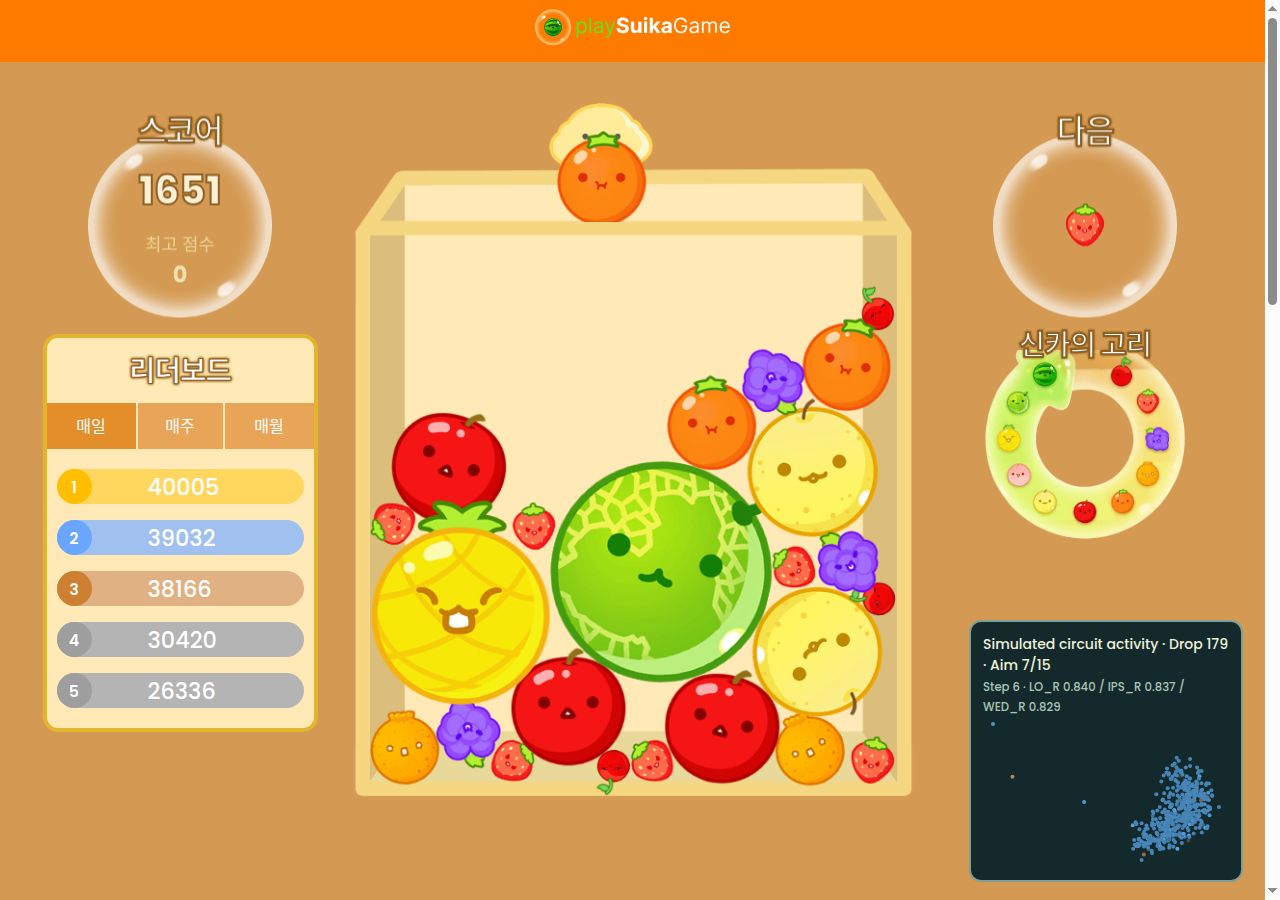 playSuikaGame
스코어
1651
최고 점수
0
리더보드
매일 매주 매월
1 40005
2 39032
3 38166
4 30420
5 26336
다음
신카의 고리
Simulated circuit activity · Drop 179
· Aim 7/15
Step 6 · LO_R 0.840 / IPS_R 0.837 /
WED_R 0.829